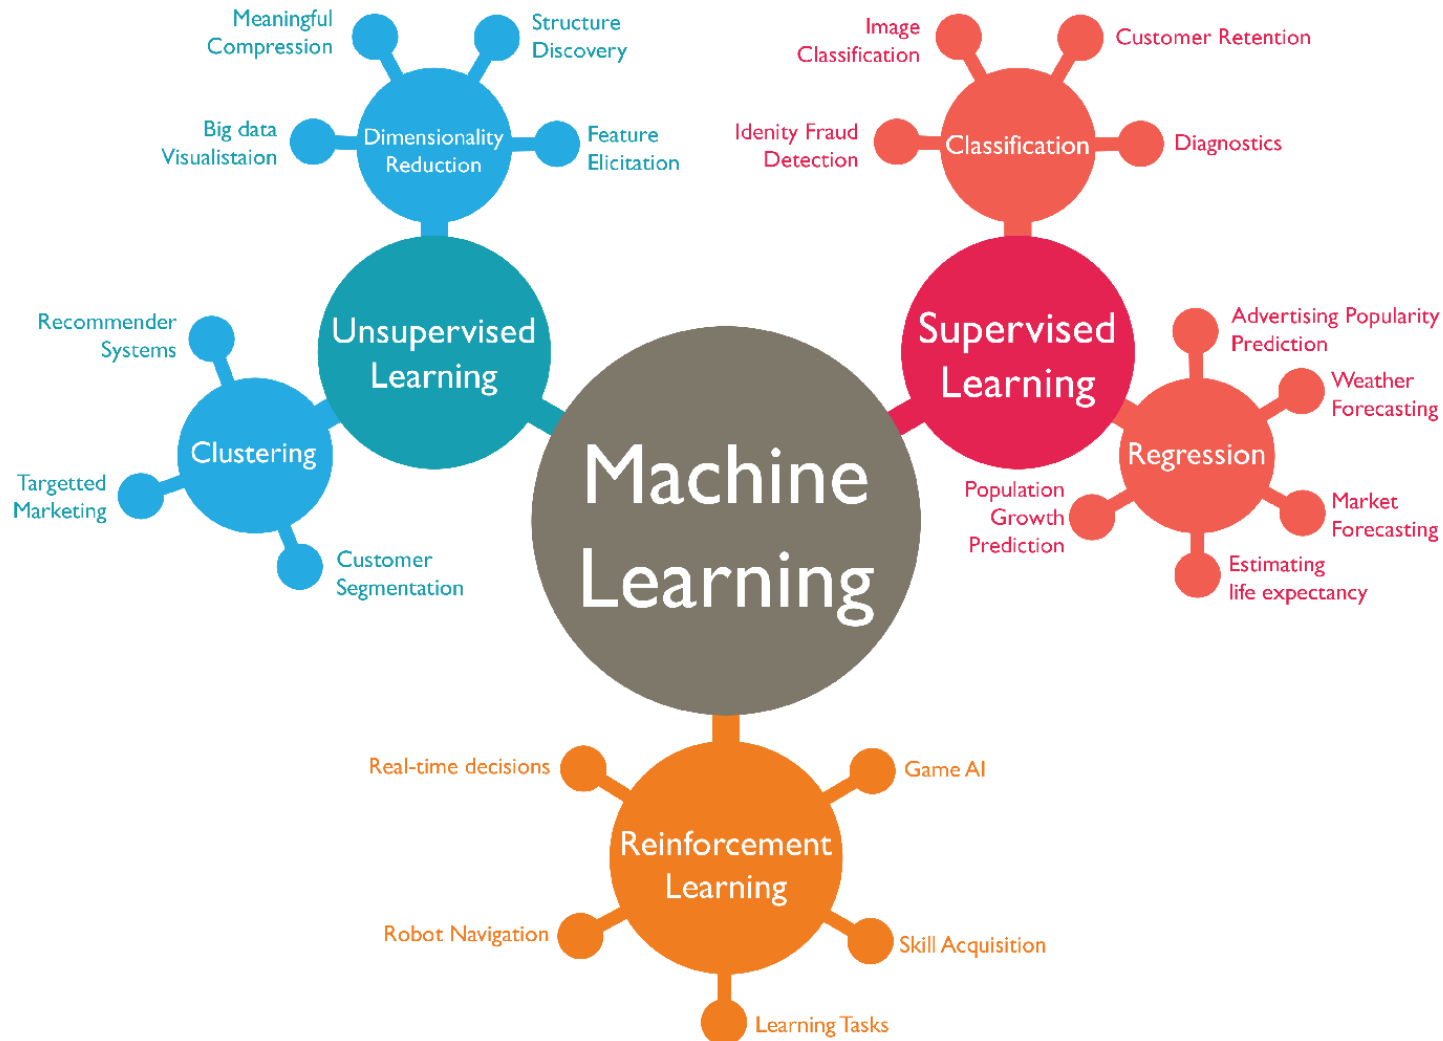 Meaningful
Compression
Structure
Discovery
Big data
Visualistaion
Dimensionality
Reduction
Feature
Elicitation
Image
Classification
Customer Retention
Idenity Fraud
Detection
Classification
Diagnostics
Unsupervised
Learning
Recommender
Systems
Clustering
Targetted
Marketing
Customer
Segmentation
Machine
Learning
Supervised
Learning
Advertising Popularity
Prediction
Weather
Forecasting
Regression
Population
Growth
Prediction
Market
Forecasting
Estimating
life expectancy
Real-time decisions
Game AI
Reinforcement
Learning
Robot Navigation
Skill Acquisition
Learning Tasks